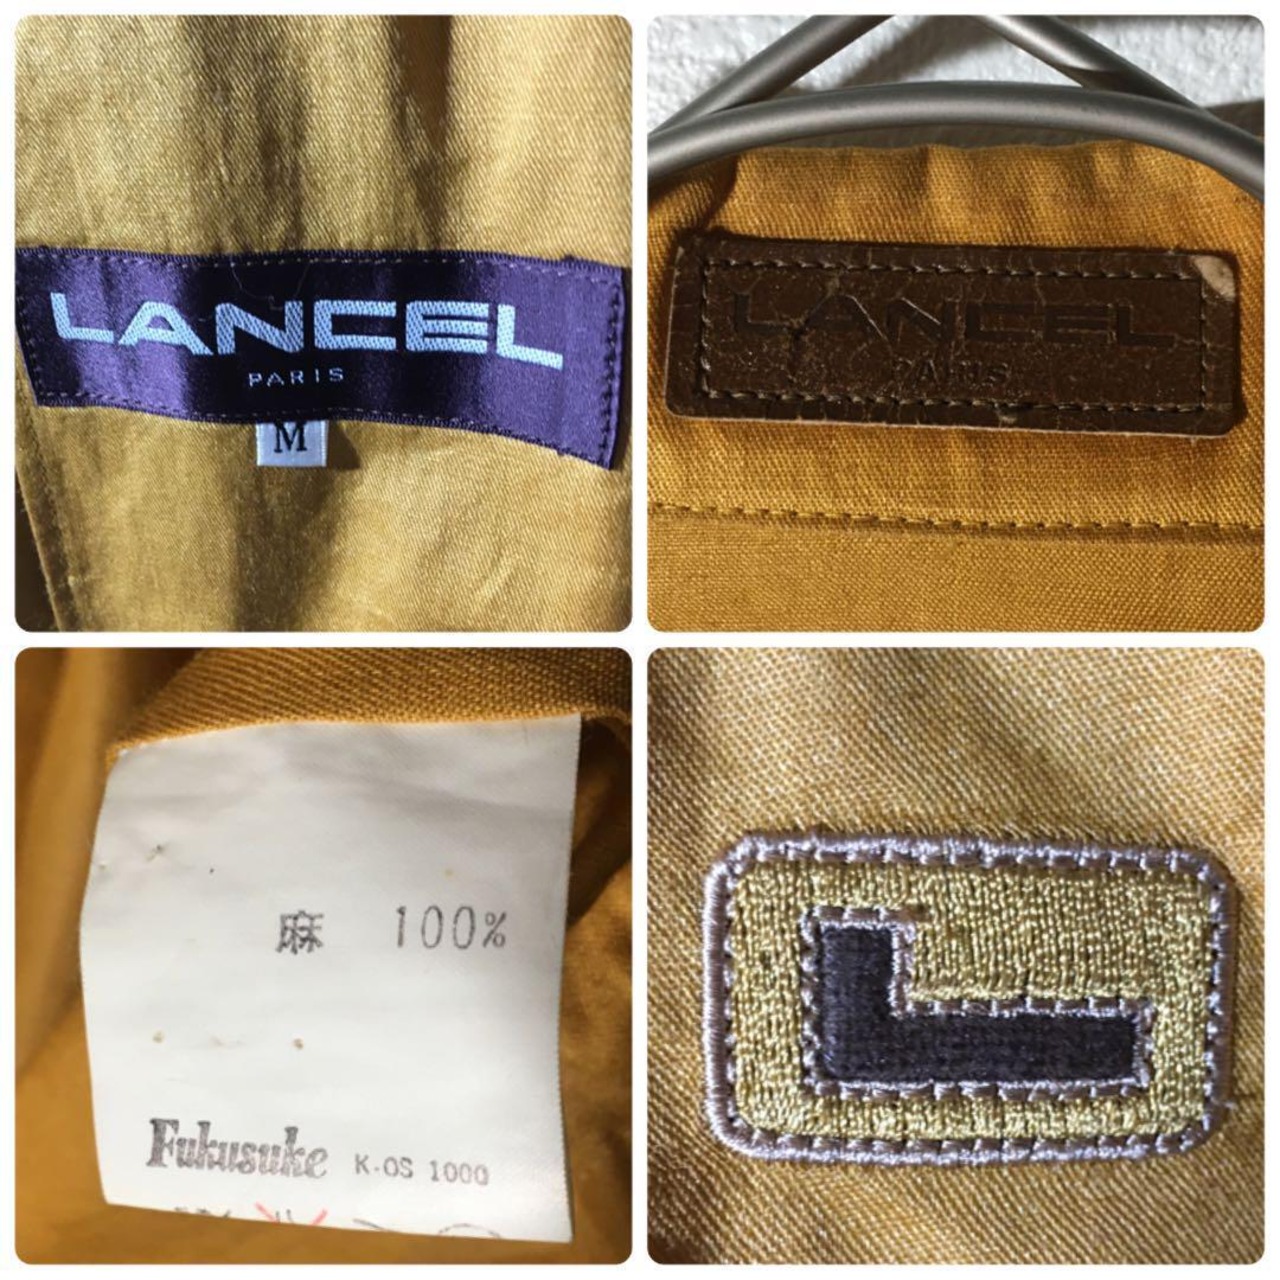 LANCEL
PARIS
M
LANCEL
PARIS
麻 100%
Fukusuke K-OS 1000
L